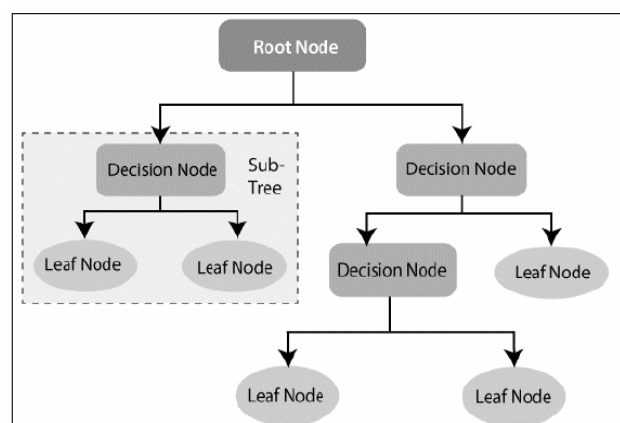 Root Node
Decision Node
Sub-
Tree
Decision Node
Leaf Node
Leaf Node
Decision Node
Leaf Node
Leaf Node
Leaf Node